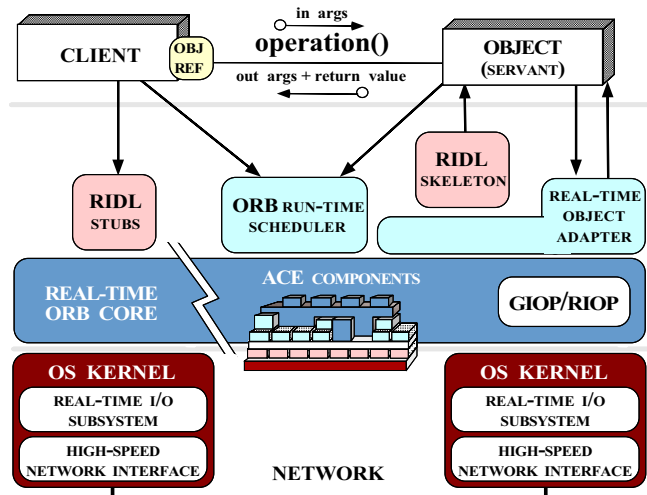 in args
CLIENT
OBJ
REF
operation()
OBJECT
(SERVANT)
out args + return value
RIDL
STUBS
ORB RUN-TIME
SCHEDULER
RIDL
SKELETON
REAL-TIME
OBJECT
ADAPTER
REAL-TIME
ORB CORE
ACE COMPONENTS
GIOP/RIOP
OS KERNEL
REAL-TIME I/O
SUBSYSTEM
HIGH-SPEED
NETWORK INTERFACE
NETWORK
OS KERNEL
REAL-TIME I/O
SUBSYSTEM
HIGH-SPEED
NETWORK INTERFACE